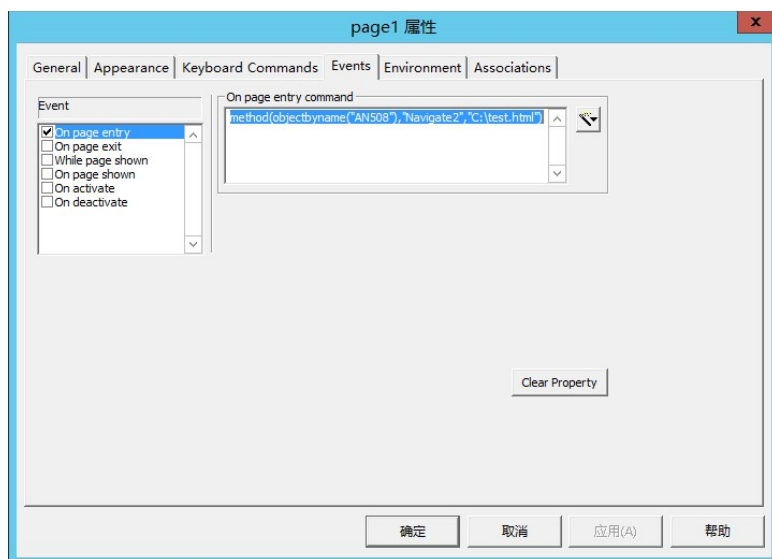 page1 属性
x
General Appearance Keyboard Commands Events Environment Associations
Event
On page entry
On page exit
While page shown
On page shown
On activate
On deactivate
On page entry command
method(objectbyname("AN508"),"Navigate2","C:\test.html")
Clear Property
确定 取消 应用(A) 帮助